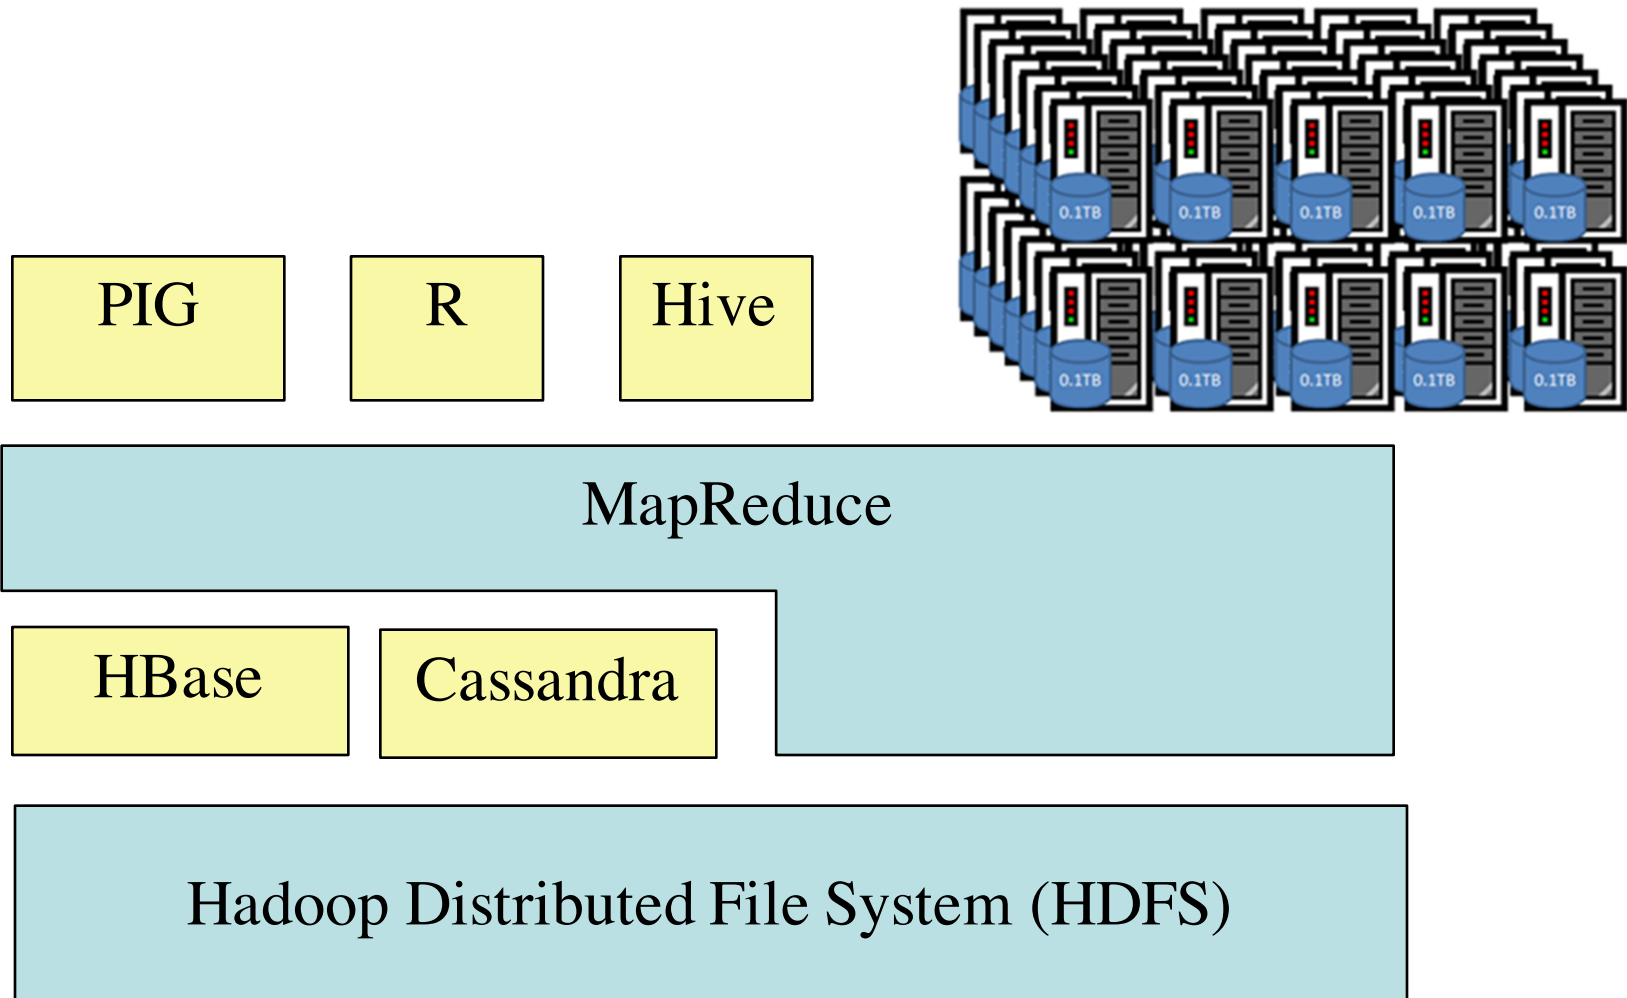 0.1TB 0.1TB 0.1TB 0.1TB 0.1TB
0.1TB 0.1TB 0.1TB 0.1TB 0.1TB
PIG
R
Hive
MapReduce
HBase
Cassandra
Hadoop Distributed File System (HDFS)